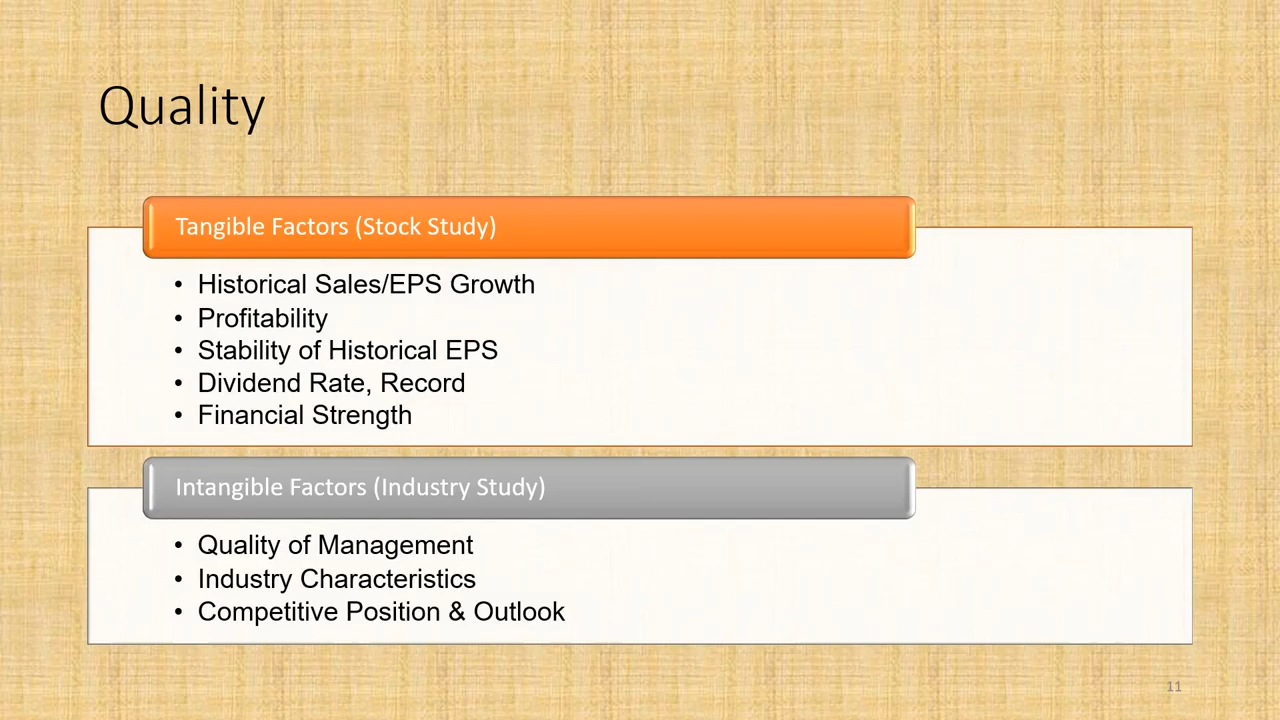 Quality
Tangible Factors (Stock Study)
• Historical Sales/EPS Growth
• Profitability
• Stability of Historical EPS
• Dividend Rate, Record
• Financial Strength
Intangible Factors (Industry Study)
• Quality of Management
• Industry Characteristics
• Competitive Position & Outlook
11